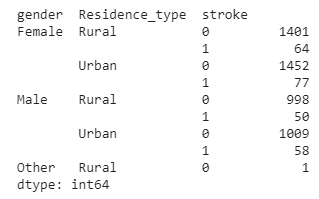 gender  Residence_type  stroke
Female  Rural           0         1401
                        1           64
        Urban           0         1452
                        1           77
Male    Rural           0          998
                        1           50
        Urban           0         1009
                        1           58
Other   Rural           0            1
dtype: int64